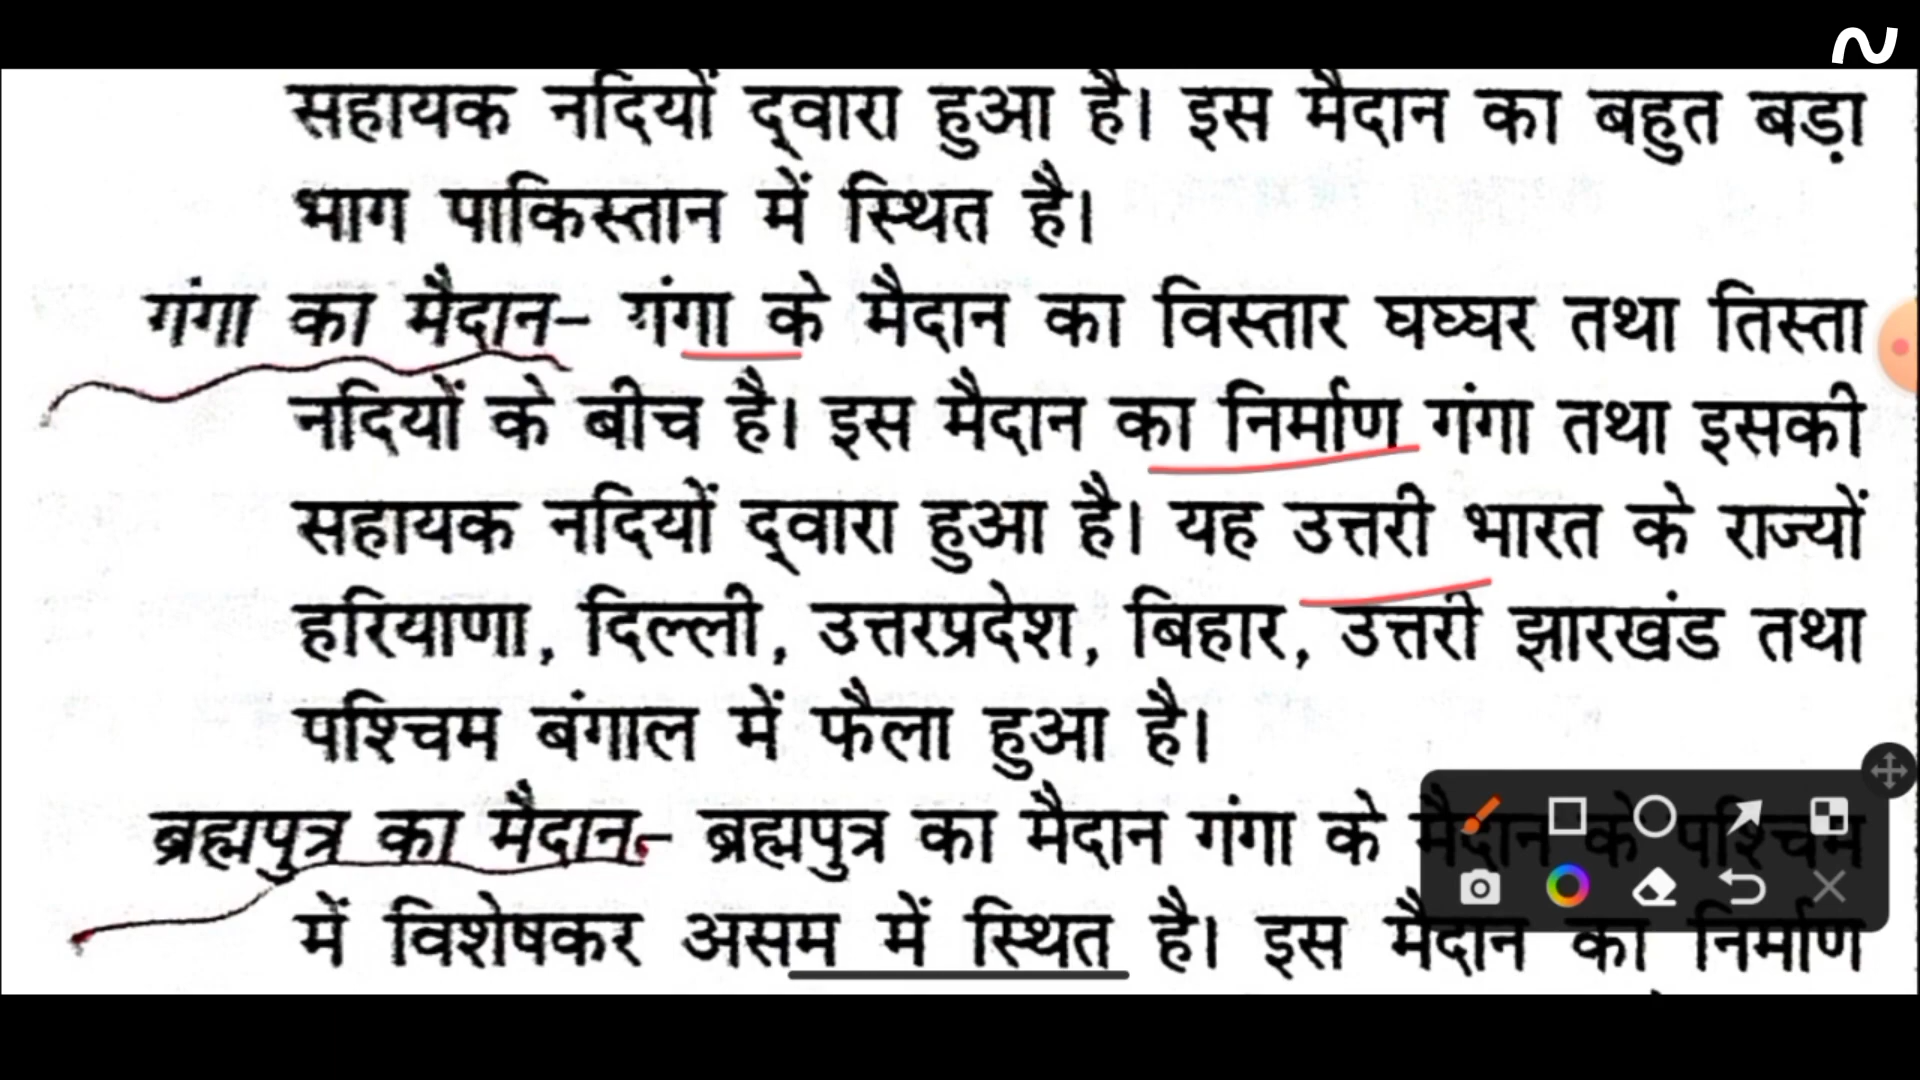 सहायक नदियों द्वारा हुआ है। इस मैदान का बहुत बड़ा
भाग पाकिस्तान में स्थित है।
गंगा का मैदान– गंगा के मैदान का विस्तार घघ्घर तथा तिस्ता
नदियों के बीच है। इस मैदान का निर्माण गंगा तथा इसकी
सहायक नदियों द्वारा हुआ है। यह उत्तरी भारत के राज्यों
हरियाणा, दिल्ली, उत्तरप्रदेश, बिहार, उत्तरी झारखंड तथा
पश्चिम बंगाल में फैला हुआ है।
ब्रह्मपुत्र का मैदान– ब्रह्मपुत्र का मैदान गंगा के मैदान के पश्चिम
में विशेषकर असम में स्थित है। इस मैदान का निर्माण